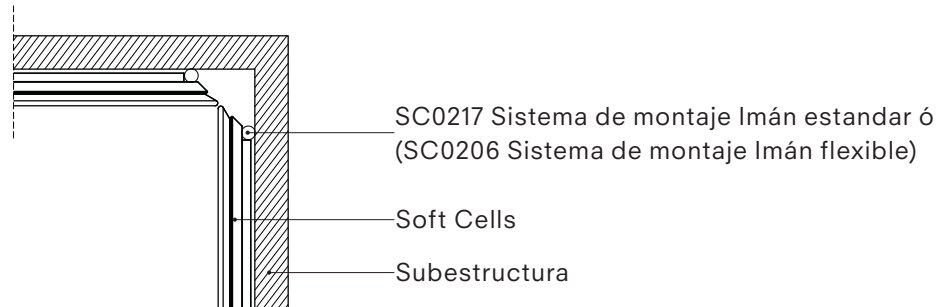 SC0217 Sistema de montaje Imán estandar ó
(SC0206 Sistema de montaje Imán flexible)
Soft Cells
Subestructura